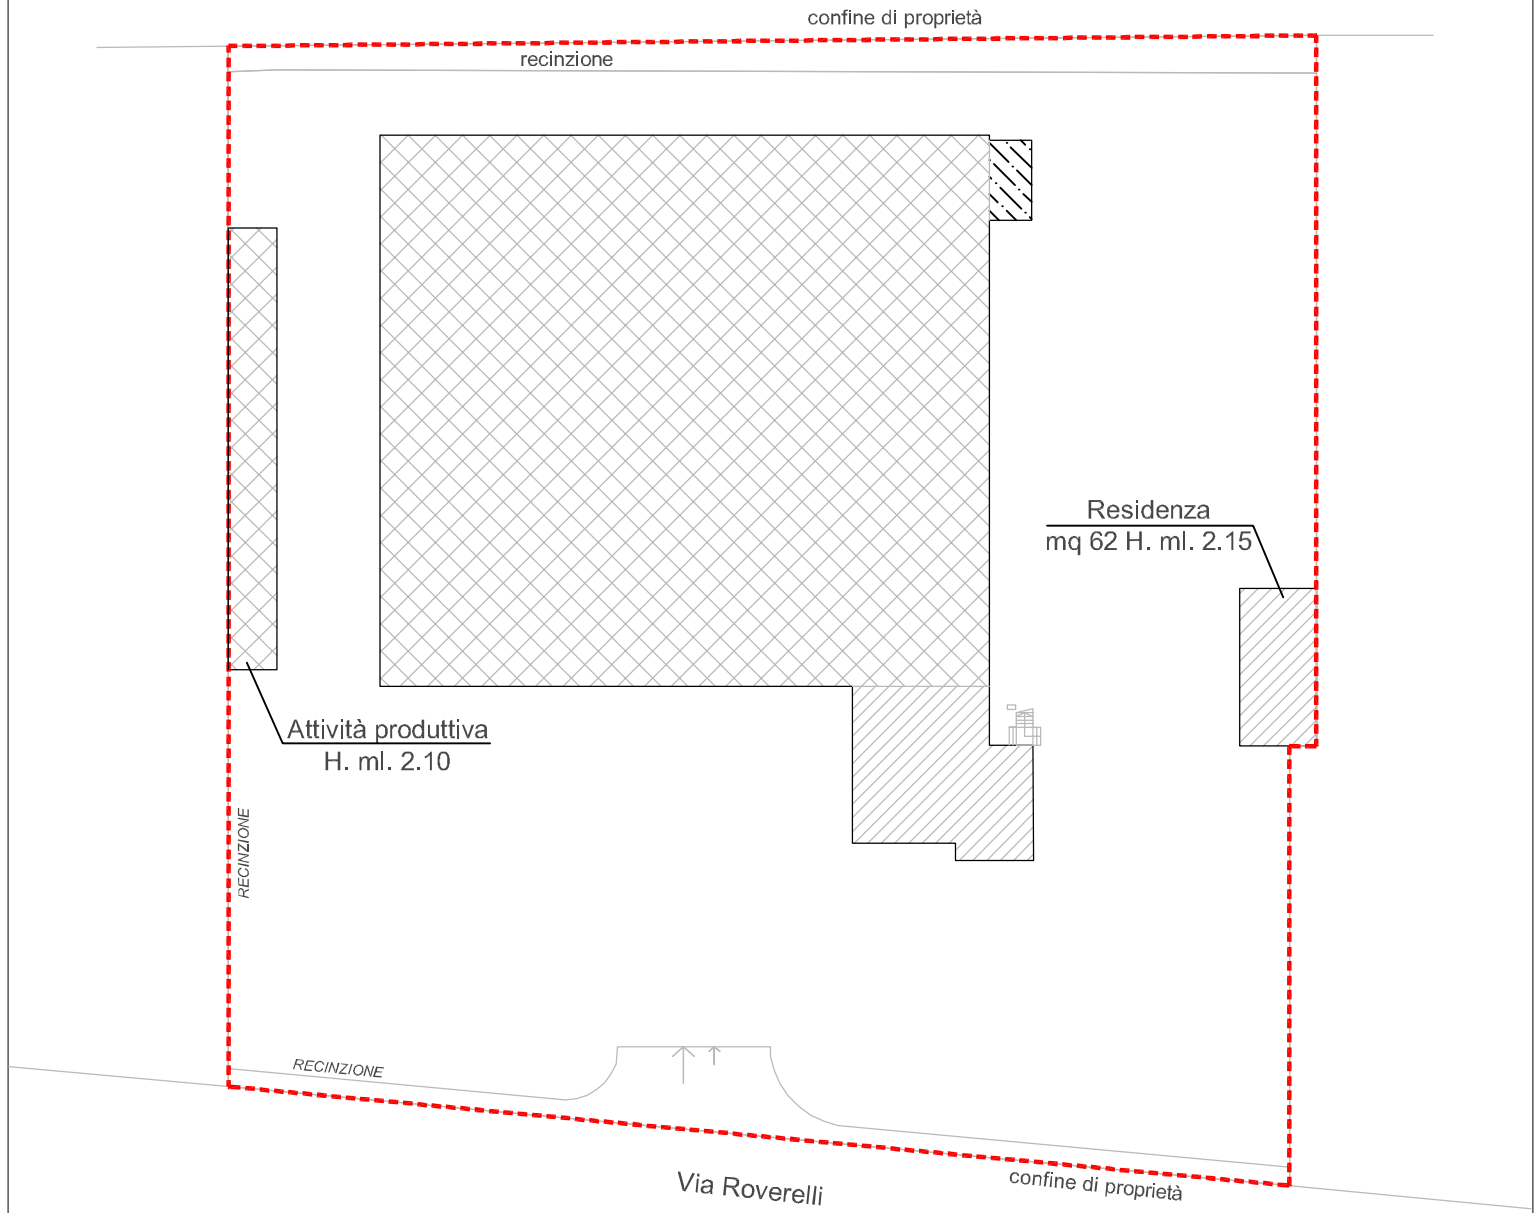 confine di proprietà
recinzione
Residenza
mq 62 H. ml. 2.15
Attività produttiva
H. ml. 2.10
RECINZIONE
RECINZIONE
Via Roverelli
confine di proprietà